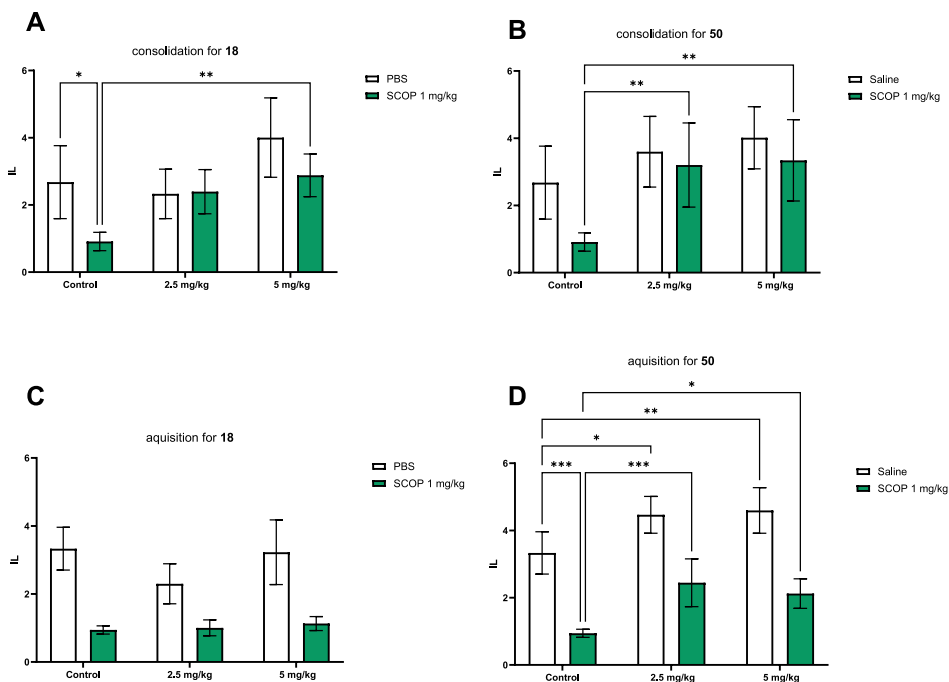 A
consolidation for 18
* **
PBS
SCOP 1 mg/kg
IL
6
4
2
0
Control 2.5 mg/kg 5 mg/kg
B
consolidation for 50
**
**
Saline
SCOP 1 mg/kg
IL
6
4
2
0
Control 2.5 mg/kg 5 mg/kg
C
aquisition for 18
PBS
SCOP 1 mg/kg
IL
6
4
2
0
Control 2.5 mg/kg 5 mg/kg
D
aquisition for 50
*
**
*
*** ***
Saline
SCOP 1 mg/kg
IL
6
4
2
0
Control 2.5 mg/kg 5 mg/kg